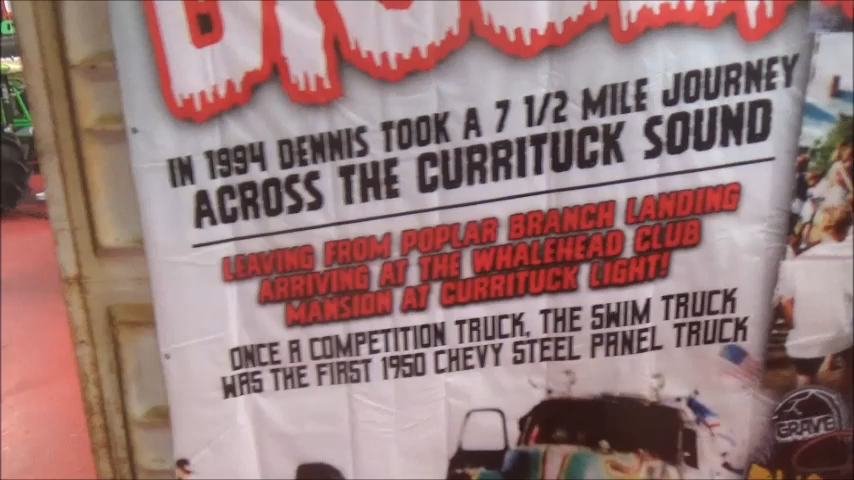 IN 1994 DENNIS TOOK A 7 1/2 MILE JOURNEY
ACROSS THE CURRITUCK SOUND
LEAVING FROM POPLAR BRANCH LANDING
ARRIVING AT THE WHALEHEAD CLUB
MANSION AT CURRITUCK LIGHT!
ONCE A COMPETITION TRUCK, THE SWIM TRUCK
WAS THE FIRST 1950 CHEVY STEEL PANEL TRUCK
GRAVE